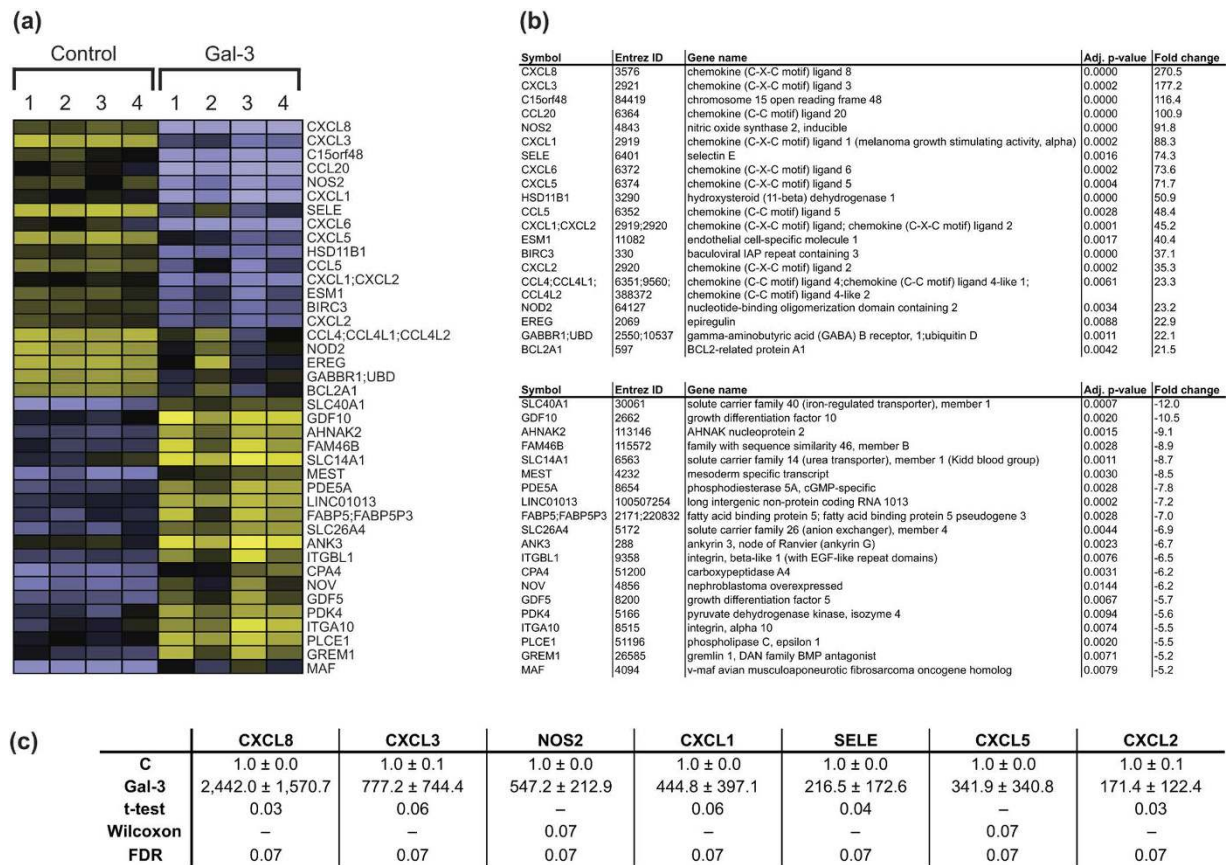 (a)
Control Gal-3
1 2 3 4 1 2 3 4
CXCL8
CXCL3
C15orf48
CCL20
NOS2
CXCL1
SELE
CXCL6
CXCL5
HSD11B1
CCL5
CXCL1;CXCL2
ESM1
BIRC3
CXCL2
CCL4;CCL4L1;CCL4L2
NOD2
EREG
GABBR1;UBD
BCL2A1
SLC40A1
GDF10
AHNAK2
FAM46B
SLC14A1
MEST
PDE5A
LINC01013
FABP5;FABP5P3
SLC26A4
ANK3
ITGBL1
CPA4
NOV
GDF5
PDK4
ITGA10
PLCE1
GREM1
MAF
(b)
Symbol Entrez ID Gene name Adj. p-value Fold change
CXCL8 3576 chemokine (C-X-C motif) ligand 8 0.0000 270.5
CXCL3 2921 chemokine (C-X-C motif) ligand 3 0.0002 177.2
C15orf48 84419 chromosome 15 open reading frame 48 0.0000 116.4
CCL20 6364 chemokine (C-C motif) ligand 20 0.0000 100.9
NOS2 4843 nitric oxide synthase 2, inducible 0.0000 91.8
CXCL1 2919 chemokine (C-X-C motif) ligand 1 (melanoma growth stimulating activity, alpha) 0.0002 88.3
SELE 6401 selectin E 0.0016 74.3
CXCL6 6372 chemokine (C-X-C motif) ligand 6 0.0002 73.6
CXCL5 6374 chemokine (C-X-C motif) ligand 5 0.0004 71.7
HSD11B1 3290 hydroxysteroid (11-beta) dehydrogenase 1 0.0000 50.9
CCL5 6352 chemokine (C-C motif) ligand 5 0.0028 48.4
CXCL1;CXCL2 2919;2920 chemokine (C-X-C motif) ligand; chemokine (C-X-C motif) ligand 2 0.0001 45.2
ESM1 11082 endothelial cell-specific molecule 1 0.0017 40.4
BIRC3 330 baculoviral IAP repeat containing 3 0.0000 37.1
CXCL2 2920 chemokine (C-X-C motif) ligand 2 0.0002 35.3
CCL4;CCL4L1; 6351;9560; chemokine (C-C motif) ligand 4;chemokine (C-C motif) ligand 4-like 1; 0.0061 23.3
CCL4L2 388372 chemokine (C-C motif) ligand 4-like 2
NOD2 64127 nucleotide-binding oligomerization domain containing 2 0.0034 23.2
EREG 2069 epiregulin 0.0088 22.9
GABBR1;UBD 2550;10537 gamma-aminobutyric acid (GABA) B receptor, 1;ubiquitin D 0.0011 22.1
BCL2A1 597 BCL2-related protein A1 0.0042 21.5
Symbol Entrez ID Gene name Adj. p-value Fold change
SLC40A1 30061 solute carrier family 40 (iron-regulated transporter), member 1 0.0007 -12.0
GDF10 2662 growth differentiation factor 10 0.0020 -10.5
AHNAK2 113146 AHNAK nucleoprotein 2 0.0015 -9.1
FAM46B 115572 family with sequence similarity 46, member B 0.0028 -8.9
SLC14A1 6563 solute carrier family 14 (urea transporter), member 1 (Kidd blood group) 0.0011 -8.7
MEST 4232 mesoderm specific transcript 0.0030 -8.5
PDE5A 8654 phosphodiesterase 5A, cGMP-specific 0.0028 -7.8
LINC01013 100507254 long intergenic non-protein coding RNA 1013 0.0002 -7.2
FABP5;FABP5P3 2171;220832 fatty acid binding protein 5; fatty acid binding protein 5 pseudogene 3 0.0028 -7.0
SLC26A4 5172 solute carrier family 26 (anion exchanger), member 4 0.0044 -6.9
ANK3 288 ankyrin 3, node of Ranvier (ankyrin G) 0.0023 -6.7
ITGBL1 9358 integrin, beta-like 1 (with EGF-like repeat domains) 0.0076 -6.5
CPA4 51200 carboxypeptidase A4 0.0031 -6.2
NOV 4856 nephroblastoma overexpressed 0.0144 -6.2
GDF5 8200 growth differentiation factor 5 0.0067 -5.7
PDK4 5166 pyruvate dehydrogenase kinase, isozyme 4 0.0094 -5.6
ITGA10 8515 integrin, alpha 10 0.0074 -5.5
PLCE1 51196 phospholipase C, epsilon 1 0.0020 -5.5
GREM1 26585 gremlin 1, DAN family BMP antagonist 0.0071 -5.2
MAF 4094 v-maf avian musculoaponeurotic fibrosarcoma oncogene homolog 0.0079 -5.2
(c)
CXCL8 CXCL3 NOS2 CXCL1 SELE CXCL5 CXCL2
C 1.0 ± 0.0 1.0 ± 0.1 1.0 ± 0.0 1.0 ± 0.0 1.0 ± 0.0 1.0 ± 0.0 1.0 ± 0.1
Gal-3 2,442.0 ± 1,570.7 777.2 ± 744.4 547.2 ± 212.9 444.8 ± 397.1 216.5 ± 172.6 341.9 ± 340.8 171.4 ± 122.4
t-test 0.03 0.06 – 0.06 0.04 – 0.03
Wilcoxon – – 0.07 – – 0.07 –
FDR 0.07 0.07 0.07 0.07 0.07 0.07 0.07